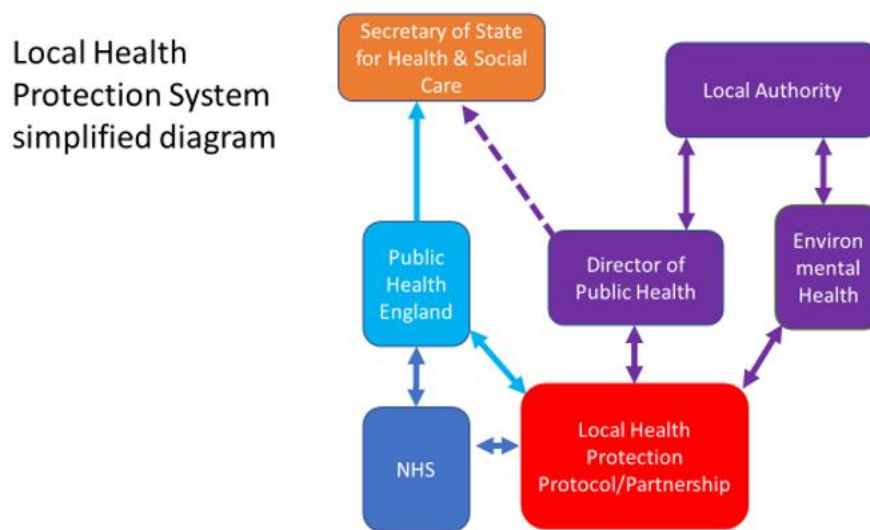 Local Health
Protection System
simplified diagram
Secretary of State
for Health & Social
Care
Local Authority
Public
Health
England
Director of
Public Health
Environ
mental
Health
NHS
Local Health
Protection
Protocol/Partnership